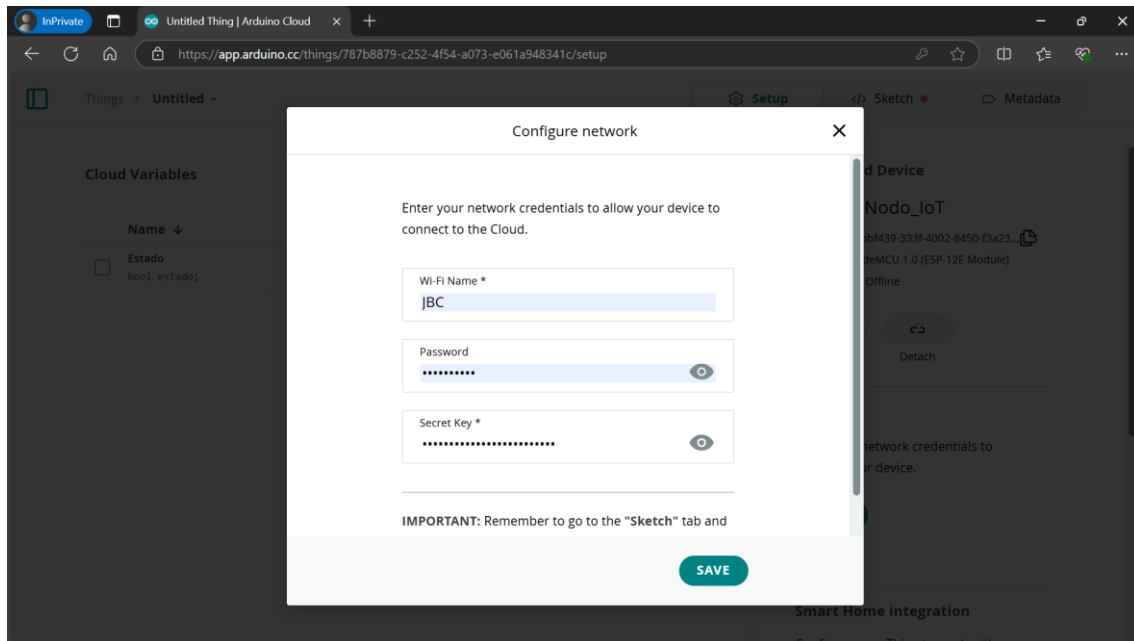 InPrivate
Untitled Thing | Arduino Cloud
https://app.arduino.cc/things/787b8879-c252-4f54-a073-e061a948341c/setup
Things > Untitled
Setup
</> Sketch
Metadata
Configure network
Cloud Variables
d Device
Enter your network credentials to allow your device to
connect to the Cloud.
Nodo_IoT
Name
bf439-333f-4002-8450-f3a23...
Estado
bool estado;
deMCU 1.0 (ESP-12E Module)
Offline
Wi-Fi Name *
JBC
Password
••••••••••
Detach
Secret Key *
•••••••••••••••••••••••••
network credentials to
r device.
IMPORTANT: Remember to go to the "Sketch" tab and
SAVE
Smart Home integration